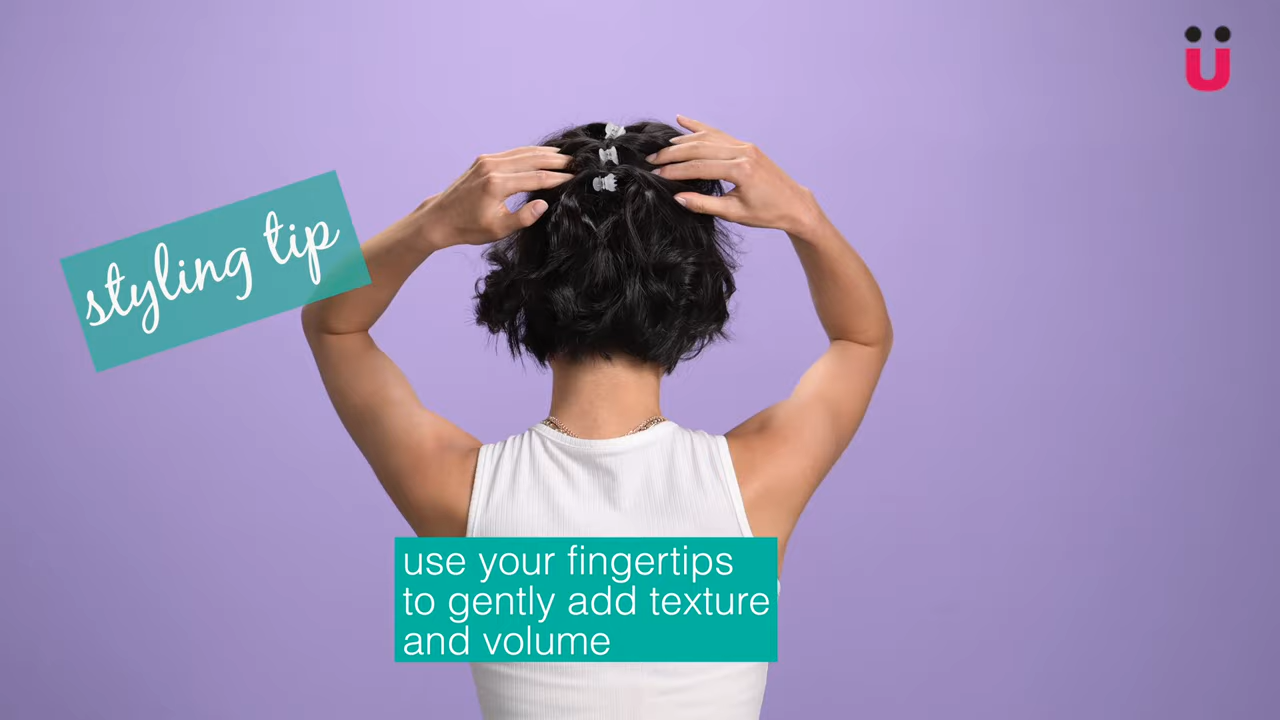 Ü
styling tip
use your fingertips
to gently add texture
and volume